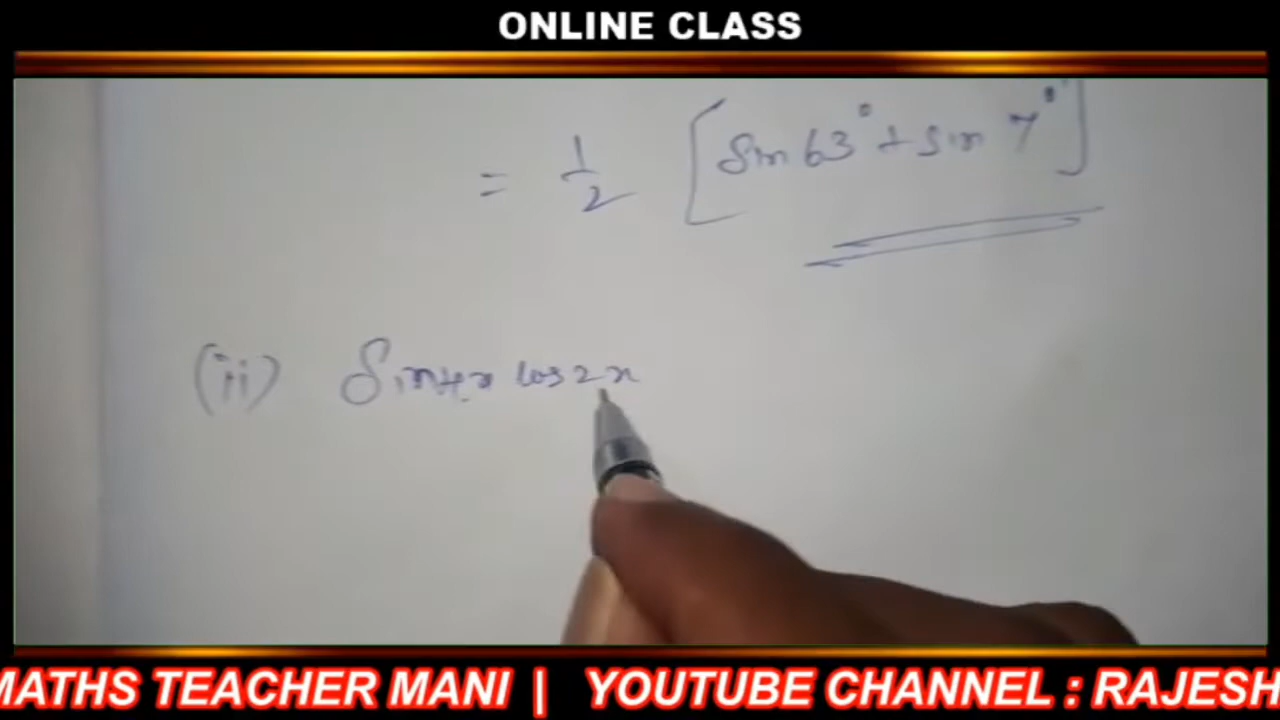 ONLINE CLASS
= 1/2 [Sin 63° + Sin 7°]
(ii) Sin4x Cos2x
MATHS TEACHER MANI | YOUTUBE CHANNEL : RAJESH